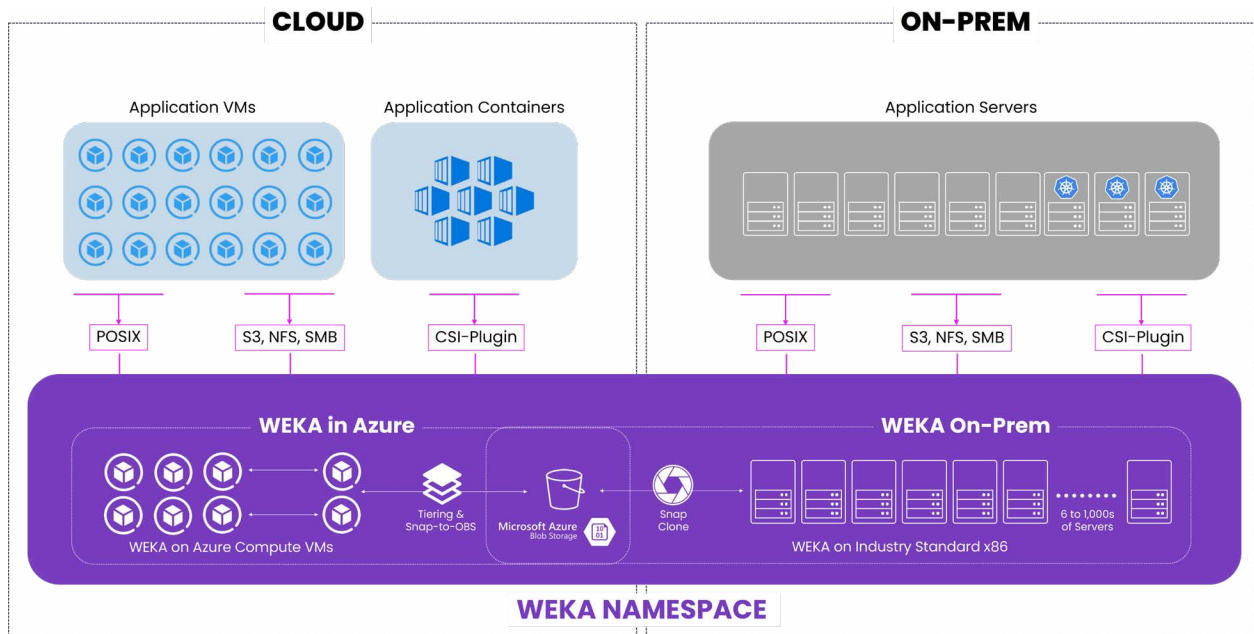 CLOUD
ON-PREM
Application VMs
Application Containers
Application Servers
POSIX
S3, NFS, SMB
CSI-Plugin
POSIX
S3, NFS, SMB
CSI-Plugin
WEKA in Azure
WEKA On-Prem
Tiering &
Snap-to-OBS
Microsoft Azure
Blob Storage
10
01
Snap
Clone
6 to 1,000s
of Servers
WEKA on Azure Compute VMs
WEKA on Industry Standard x86
WEKA NAMESPACE